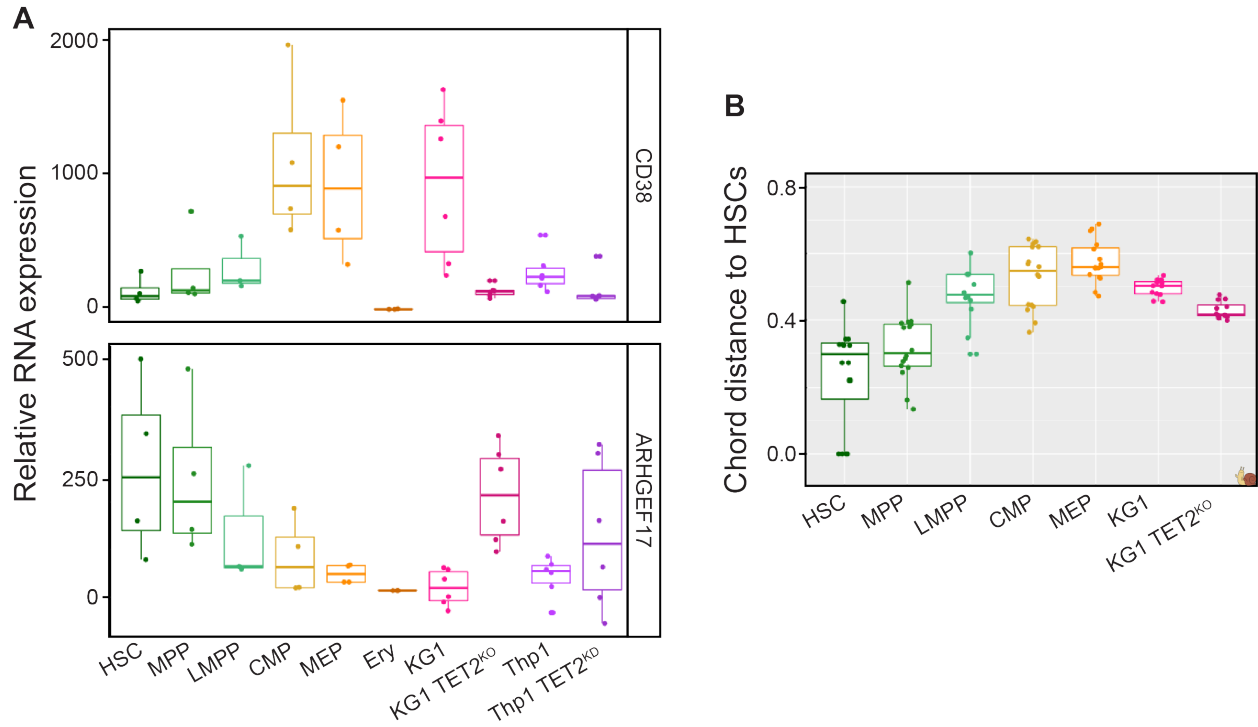 A
2000
1000
0
CD38
500
250
0
ARHGEF17
Relative RNA expression
HSC
MPP
LMPP
CMP
MEP
Ery
KG1
KG1 TET2KO
Thp1
Thp1 TET2KD
B
0.8
0.4
0.0
Chord distance to HSCs
HSC
MPP
LMPP
CMP
MEP
KG1
KG1 TET2KO